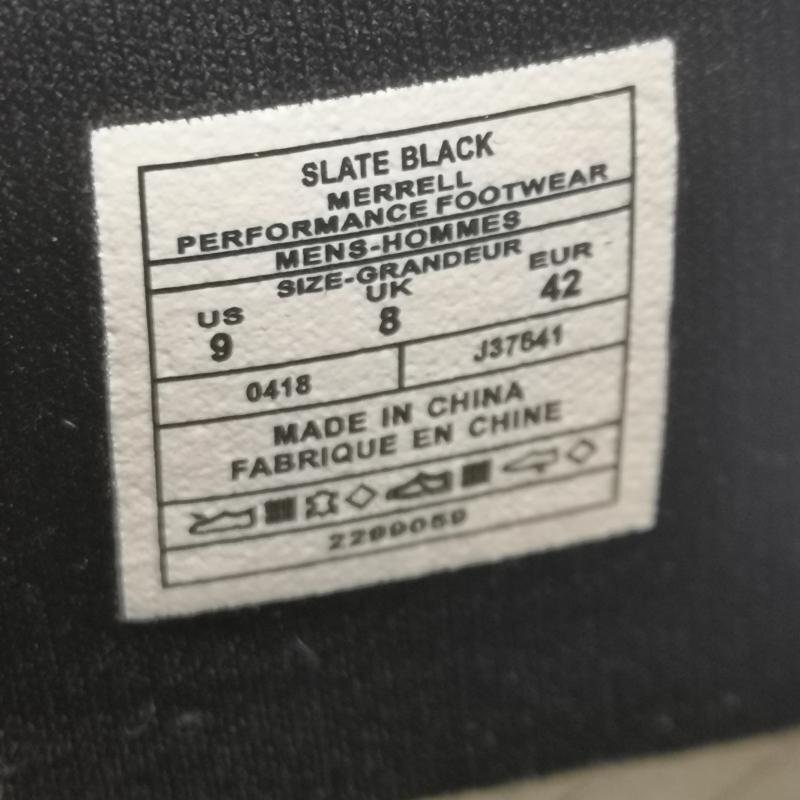 SLATE BLACK
MERRELL
PERFORMANCE FOOTWEAR
MENS-HOMMES
SIZE-GRANDEUR
US UK EUR
9 8 42
0418 J37641
MADE IN CHINA
FABRIQUE EN CHINE